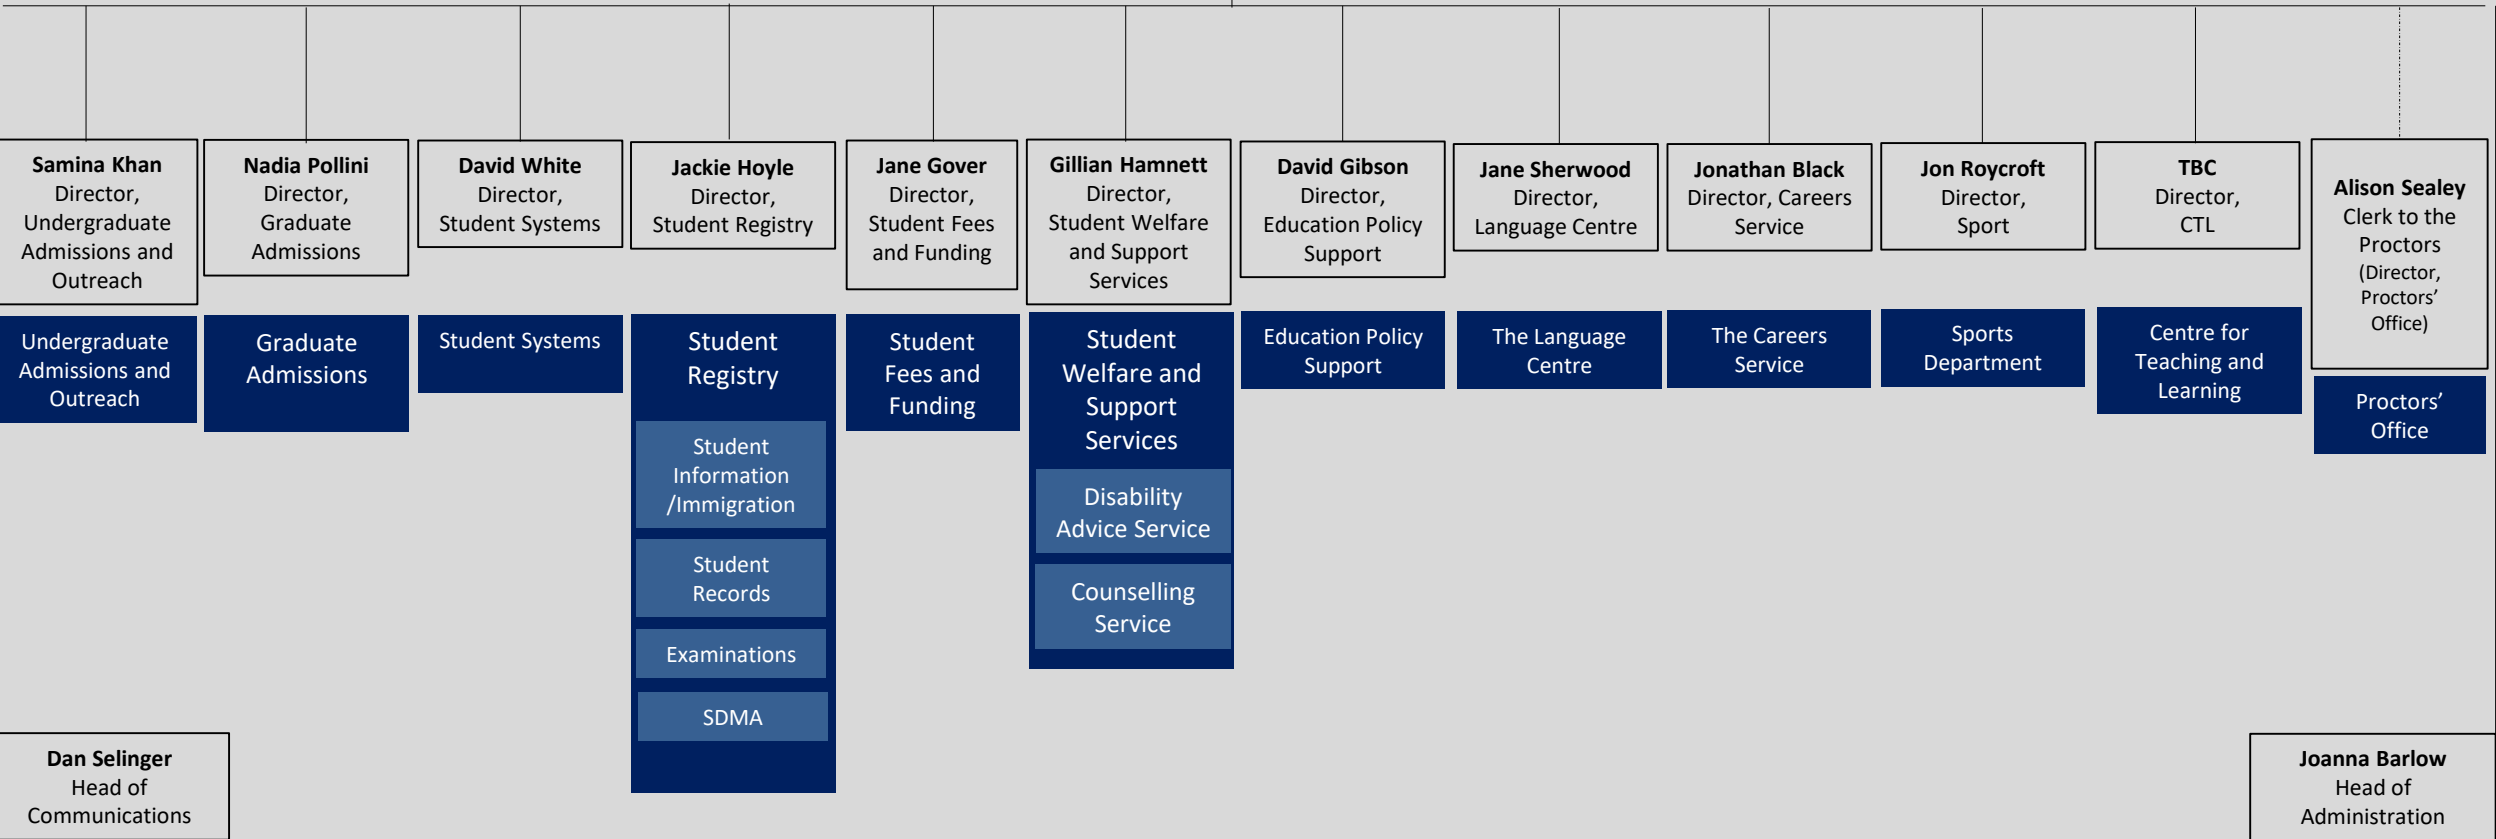 Samina Khan
Director,
Undergraduate
Admissions and
Outreach
Nadia Pollini
Director,
Graduate
Admissions
David White
Director,
Student Systems
Jackie Hoyle
Director,
Student Registry
Jane Gover
Director,
Student Fees
and Funding
Gillian Hamnett
Director,
Student Welfare
and Support
Services
David Gibson
Director,
Education Policy
Support
Jane Sherwood
Director,
Language Centre
Jonathan Black
Director, Careers
Service
Jon Roycroft
Director,
Sport
TBC
Director,
CTL
Alison Sealey
Clerk to the
Proctors
(Director,
Proctors’
Office)
Undergraduate
Admissions and
Outreach
Graduate
Admissions
Student Systems
Student
Registry
Student
Information
/Immigration
Student
Records
Examinations
SDMA
Student
Fees and
Funding
Student
Welfare and
Support
Services
Disability
Advice Service
Counselling
Service
Education Policy
Support
The Language
Centre
The Careers
Service
Sports
Department
Centre for
Teaching and
Learning
Proctors’
Office
Dan Selinger
Head of
Communications
Joanna Barlow
Head of
Administration